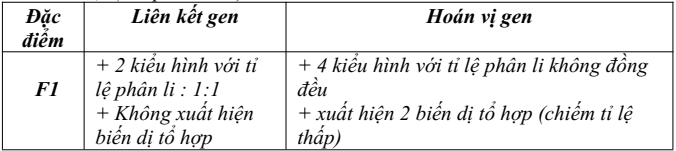 Đặc điểm
Liên kết gen
Hoán vị gen
F1
+ 2 kiểu hình với tỉ
lệ phân li : 1:1
+ Không xuất hiện
biến dị tổ hợp
+ 4 kiểu hình với tỉ lệ phân li không đồng
đều
+ xuất hiện 2 biến dị tổ hợp (chiếm tỉ lệ
thấp)